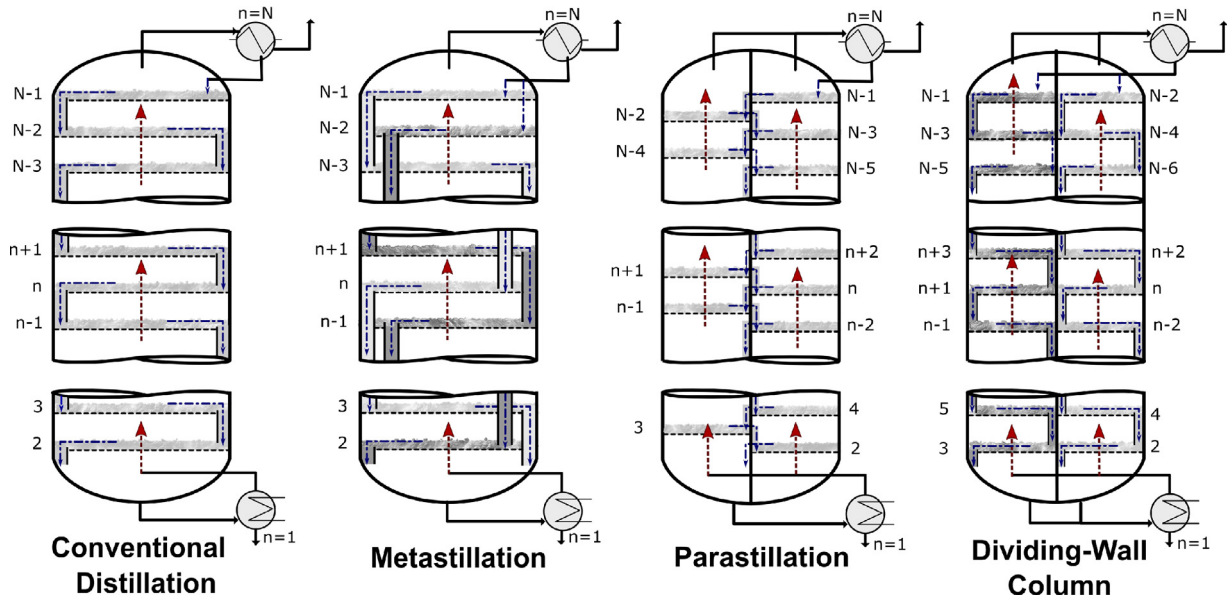 n=N
N-1
N-2
N-3
n+1
n
n-1
3
2
n=1
Conventional
Distillation
n=N
N-1
N-2
N-3
n+1
n
n-1
3
2
n=1
Metastillation
n=N
N-2
N-4
N-1
N-3
N-5
n+1
n-1
n+2
n
n-2
3
4
2
n=1
Parastillation
n=N
N-1
N-3
N-5
N-2
N-4
N-6
n+3
n+1
n-1
n+2
n
n-2
5
3
4
2
n=1
Dividing-Wall
Column